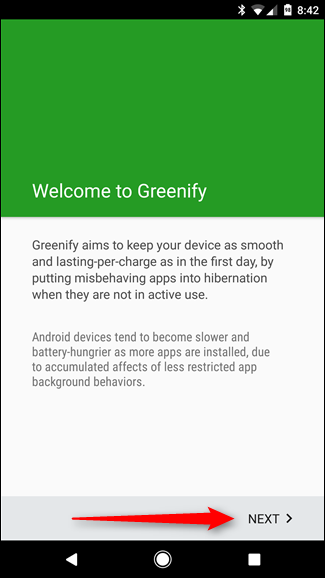 8:42
Welcome to Greenify
Greenify aims to keep your device as smooth
and lasting-per-charge as in the first day, by
putting misbehaving apps into hibernation
when they are not in active use.
Android devices tend to become slower and
battery-hungrier as more apps are installed, due
to accumulated affects of less restricted app
background behaviors.
NEXT